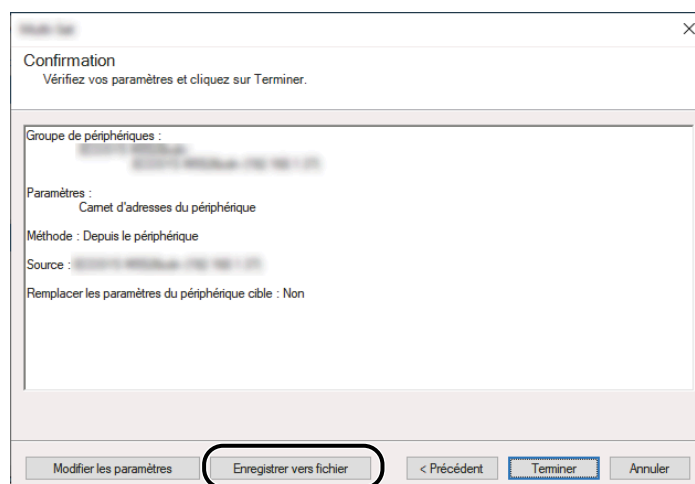 Confirmation
Vérifiez vos paramètres et cliquez sur Terminer.
Groupe de périphériques :
Paramètres :
Carnet d'adresses du périphérique
Méthode : Depuis le périphérique
Source :
Remplacer les paramètres du périphérique cible : Non
Modifier les paramètres
Enregistrer vers fichier
< Précédent
Terminer
Annuler